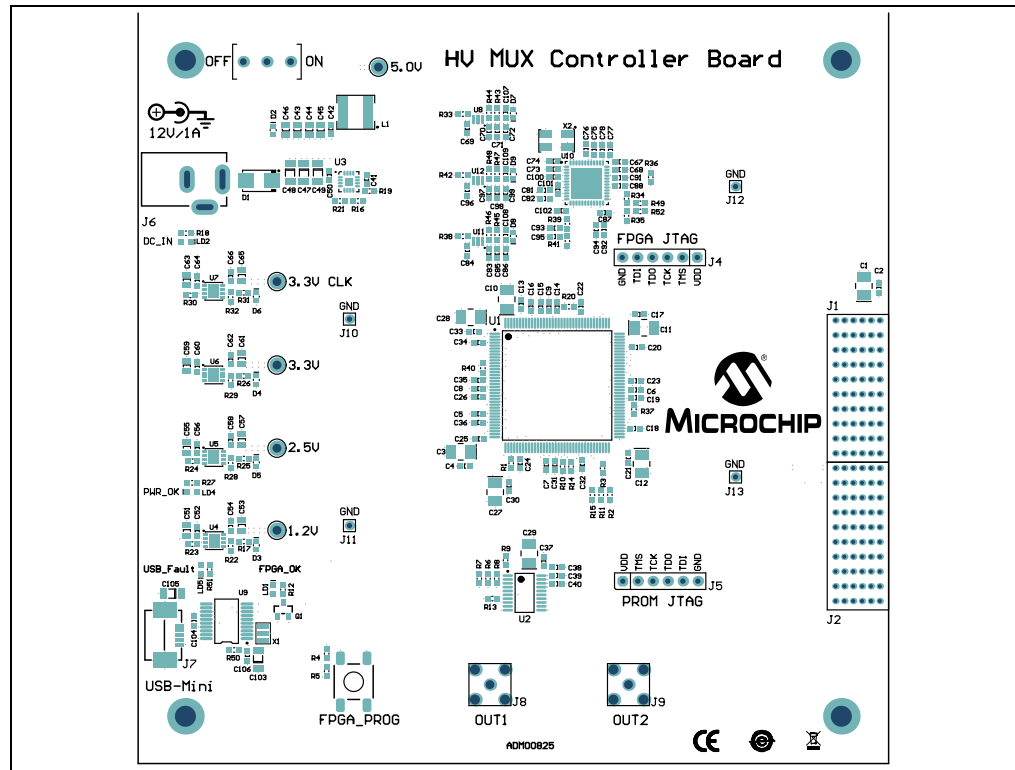 OFF ON
5.0V
HV MUX Controller Board
12V/1A
D2 C46 C43 C44 C45 C42
L1
R33
U8
C69
R44 R43 C107 D7
C70 C71 C72
X2
U10
C76 C75 C78 C77
J6
D1
C48 C47 C49
C50
U3
C41
R19
R21 R16
R42
U12
C96
R48 R47 C109 D9
C97 C98 C99
C74
C73
C100
C101
C81
C82
C67
C68
C91
C88
R36
R34
R49
R52
R35
C87
GND
J12
DC_IN
R18
LD2
R38
U11
C84
R46 R45 C108 D8
C83 C85 C86
C102
R39
C93
C95
R41
C94 C92
FPGA JTAG
J4
GND TDI TDO TCK TMS VDD
C63 C64 U7 C66 C65
R30 R32 R31 D6
3.3V CLK
GND
J10
C10 C13 C16 C15 C9 C14 R20 C22
C1 C2
J1
C28
C33
C34
U1
C17
C11
C20
C59 C60 U6 C62 C61
R29 R26 D4
3.3V
R40
C35
C8
C26
C5
C36
C25
C3
C4
C23
C6
C19
R37
C18
MICROCHIP
®
C55 C56 U5 C58 C57
R24 R28 R25 D5
2.5V
R1 C24
C7 C31 R10 R14 C32 R3
C21 C12
GND
J13
PWR_OK
R27
LD4
C27 C30
R15 R11 R2
C51 C52 U4 C54 C53
R23 R22 R17 D3
1.2V
GND
J11
USB_Fault
FPGA_OK
C105
LD5 R51
U9
LD1 R12
Q1
X1
C104
R50
C106 C103
J7
USB-Mini
R9 C29 C37
R7 R6 R8
C38
C39
C40
R13
U2
VDD TMS TCK TDO TDI GND
J5
PROM JTAG
J2
R4
R5
FPGA_PROG
J8
OUT1
J9
OUT2
ADM00825
CE